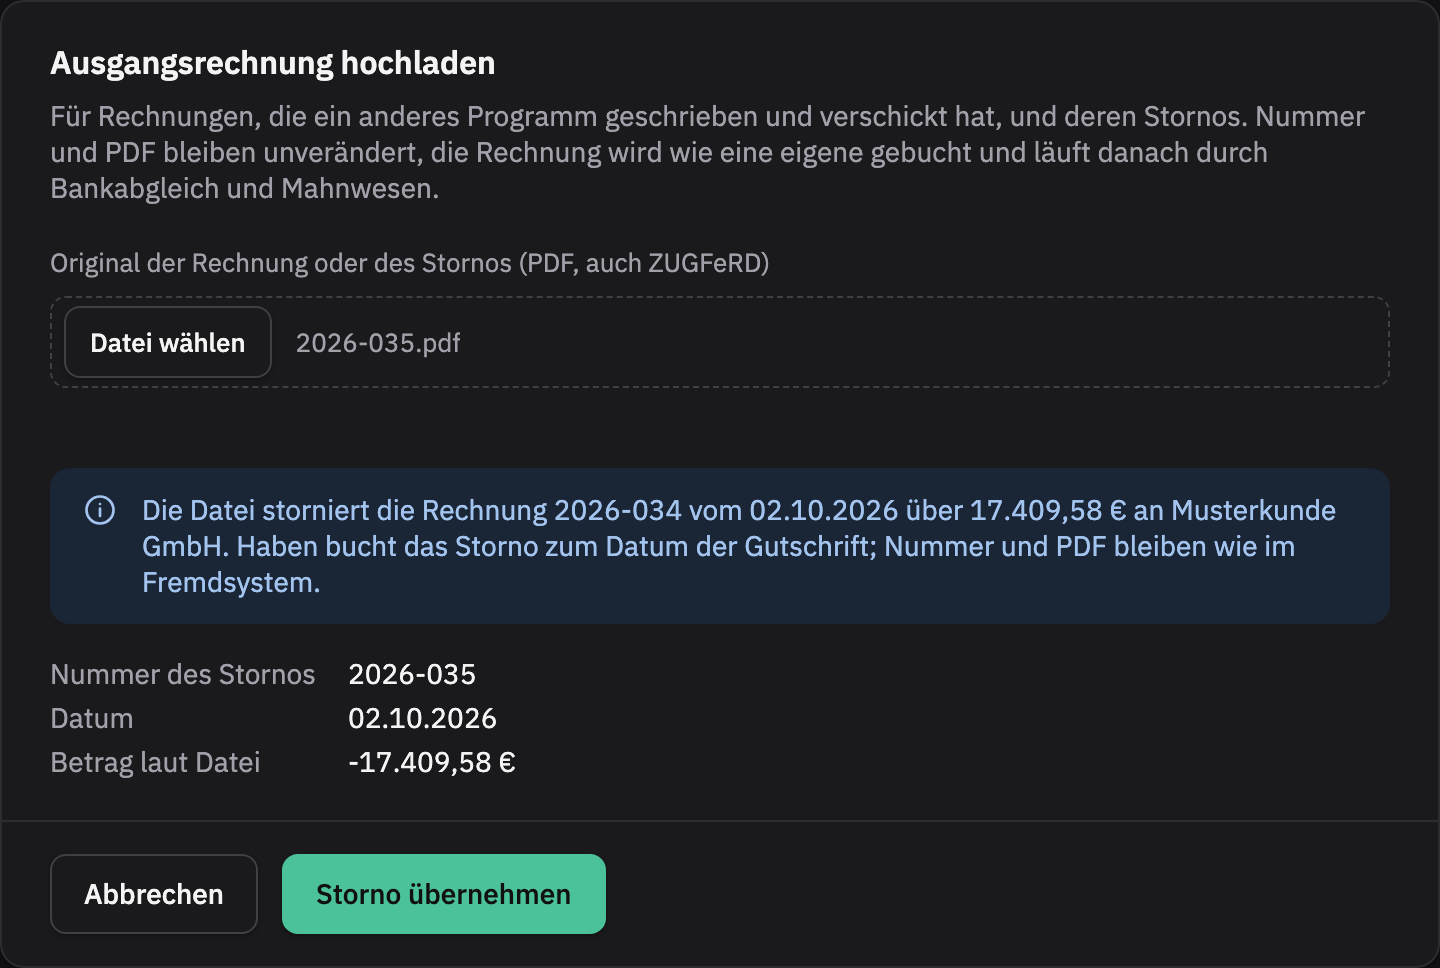 Ausgangsrechnung hochladen
Für Rechnungen, die ein anderes Programm geschrieben und verschickt hat, und deren Stornos. Nummer
und PDF bleiben unverändert, die Rechnung wird wie eine eigene gebucht und läuft danach durch
Bankabgleich und Mahnwesen.
Original der Rechnung oder des Stornos (PDF, auch ZUGFeRD)
Datei wählen 2026-035.pdf
Die Datei storniert die Rechnung 2026-034 vom 02.10.2026 über 17.409,58 € an Musterkunde
GmbH. Haben bucht das Storno zum Datum der Gutschrift; Nummer und PDF bleiben wie im
Fremdsystem.
Nummer des Stornos 2026-035
Datum 02.10.2026
Betrag laut Datei -17.409,58 €
Abbrechen Storno übernehmen